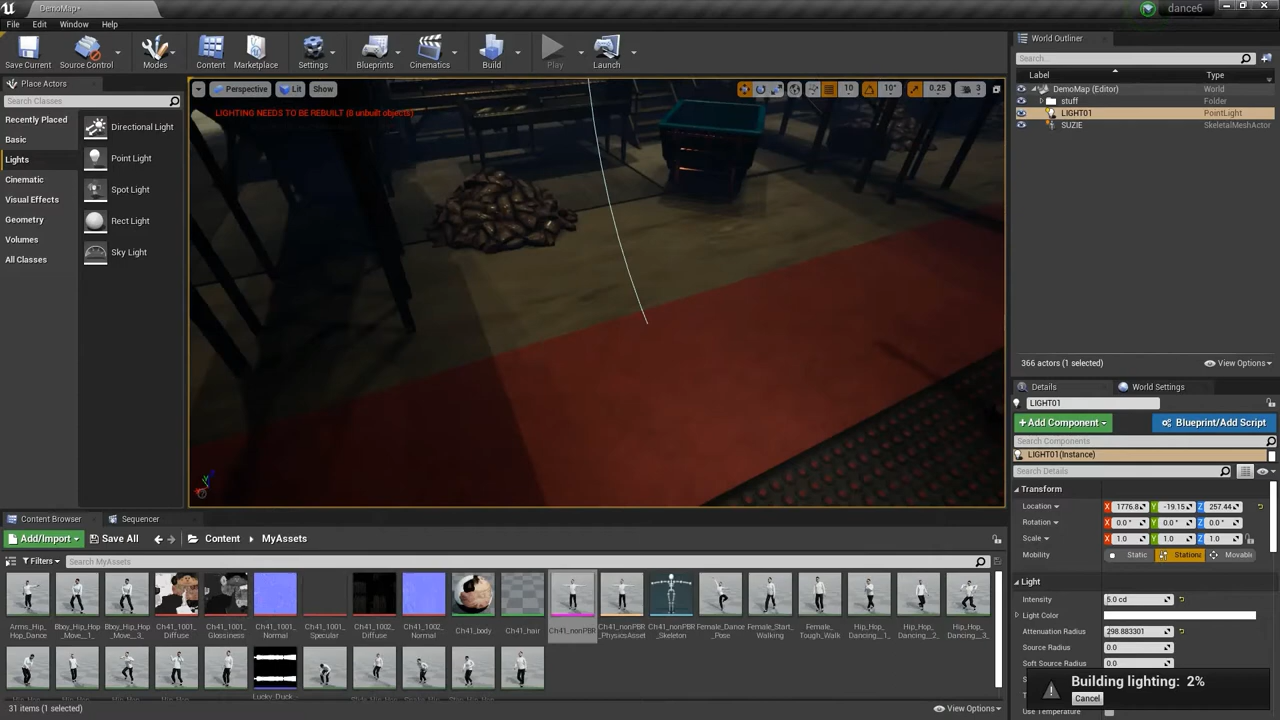 DemoMap*
dance6
File Edit Window Help
Save Current
Source Control
Modes
Content
Marketplace
Settings
Blueprints
Cinematics
Build
Play
Launch
Place Actors
Search Classes
Recently Placed
Basic
Lights
Cinematic
Visual Effects
Geometry
Volumes
All Classes
Directional Light
Point Light
Spot Light
Rect Light
Sky Light
Perspective Lit Show
10 10° 0.25 3
LIGHTING NEEDS TO BE REBUILT (8 unbuilt objects)
World Outliner
Search...
Label Type
DemoMap (Editor) World
stuff Folder
LIGHT01 PointLight
SUZIE SkeletalMeshActor
366 actors (1 selected) View Options
Details World Settings
LIGHT01
+Add Component Blueprint/Add Script
Search Components
LIGHT01(Instance)
Search Details
Transform
Location X 1776.8 Y -19.15 Z 257.44
Rotation X 0.0° Y 0.0° Z 0.0°
Scale X 1.0 Y 1.0 Z 1.0
Mobility Static Stationa Movabl
Light
Intensity 5.0 cd
Light Color
Attenuation Radius 298.883301
Source Radius 0.0
Soft Source Radius 0.0
Use Temperature
Building lighting: 2%
Cancel
Content Browser Sequencer
Add/Import Save All Content MyAssets
Filters Search MyAssets
Arms_Hip_Hop_Dance
Bboy_Hip_Hop_Move__1_
Bboy_Hip_Hop_Move__3_
Ch41_1001_Diffuse
Ch41_1001_Glossiness
Ch41_1001_Normal
Ch41_1001_Specular
Ch41_1002_Diffuse
Ch41_1002_Normal
Ch41_body
Ch41_hair
Ch41_nonPBR
Ch41_nonPBR_PhysicsAsset
Ch41_nonPBR_Skeleton
Female_Dance_Pose
Female_Start_Walking
Female_Tough_Walk
Hip_Hop_Dancing__1_
Hip_Hop_Dancing__2_
Hip_Hop_Dancing__3_
Lucky_Duck
31 items (1 selected) View Options